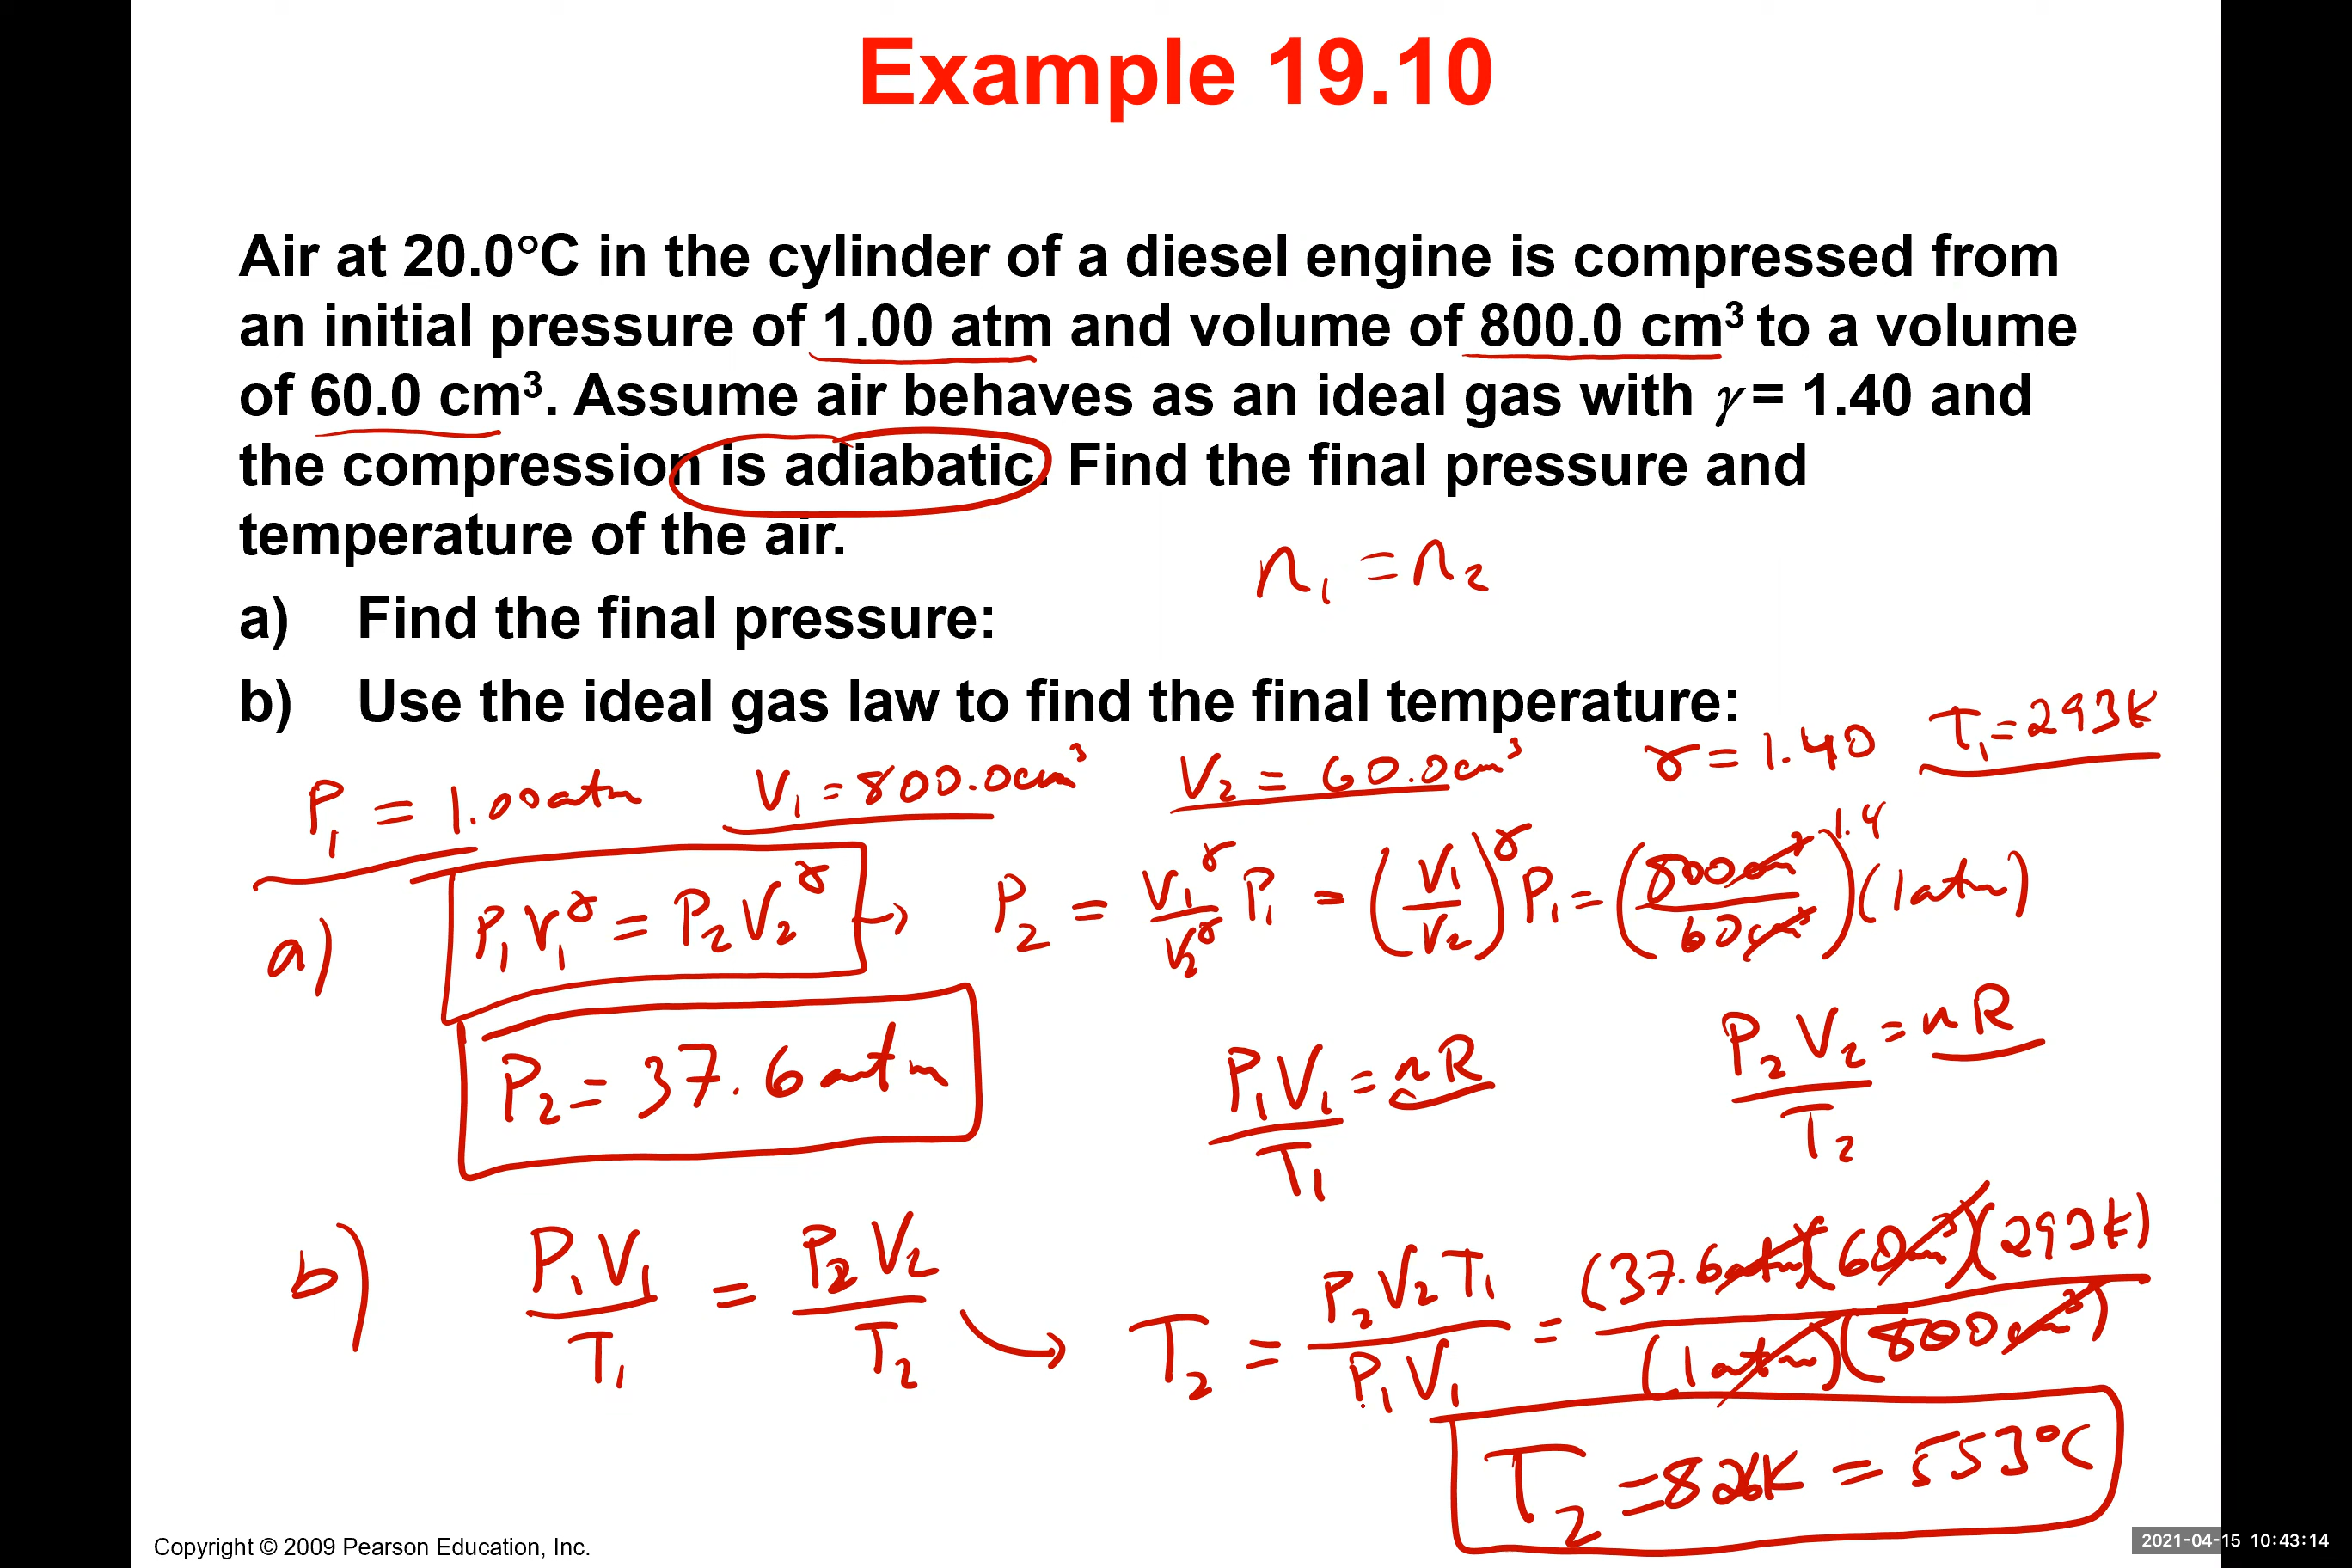 Example 19.10
Air at 20.0°C in the cylinder of a diesel engine is compressed from
an initial pressure of 1.00 atm and volume of 800.0 cm³ to a volume
of 60.0 cm³. Assume air behaves as an ideal gas with γ = 1.40 and
the compression is adiabatic. Find the final pressure and
temperature of the air.
n₁ = n₂
a) Find the final pressure:
b) Use the ideal gas law to find the final temperature:
P₁ = 1.00atm V₁ = 800.0cm³ V₂ = 60.0cm³ γ = 1.40 T₁ = 293K
a) P₁V₁^γ = P₂V₂^γ → P₂ = V₁^γ/V₂^γ P₁ = (V₁/V₂)^γ P₁ = (800cm³/60cm³)^1.4 (1atm)
P₂ = 37.6atm P₁V₁/T₁ = nR P₂V₂/T₂ = nR
b) P₁V₁/T₁ = P₂V₂/T₂ → T₂ = P₂V₂T₁/P₁V₁ = (37.6atm)(60cm³)(293K)/(1atm)(800cm³)
T₂ = 826K = 553°C
Copyright © 2009 Pearson Education, Inc.
2021-04-15 10:43:14